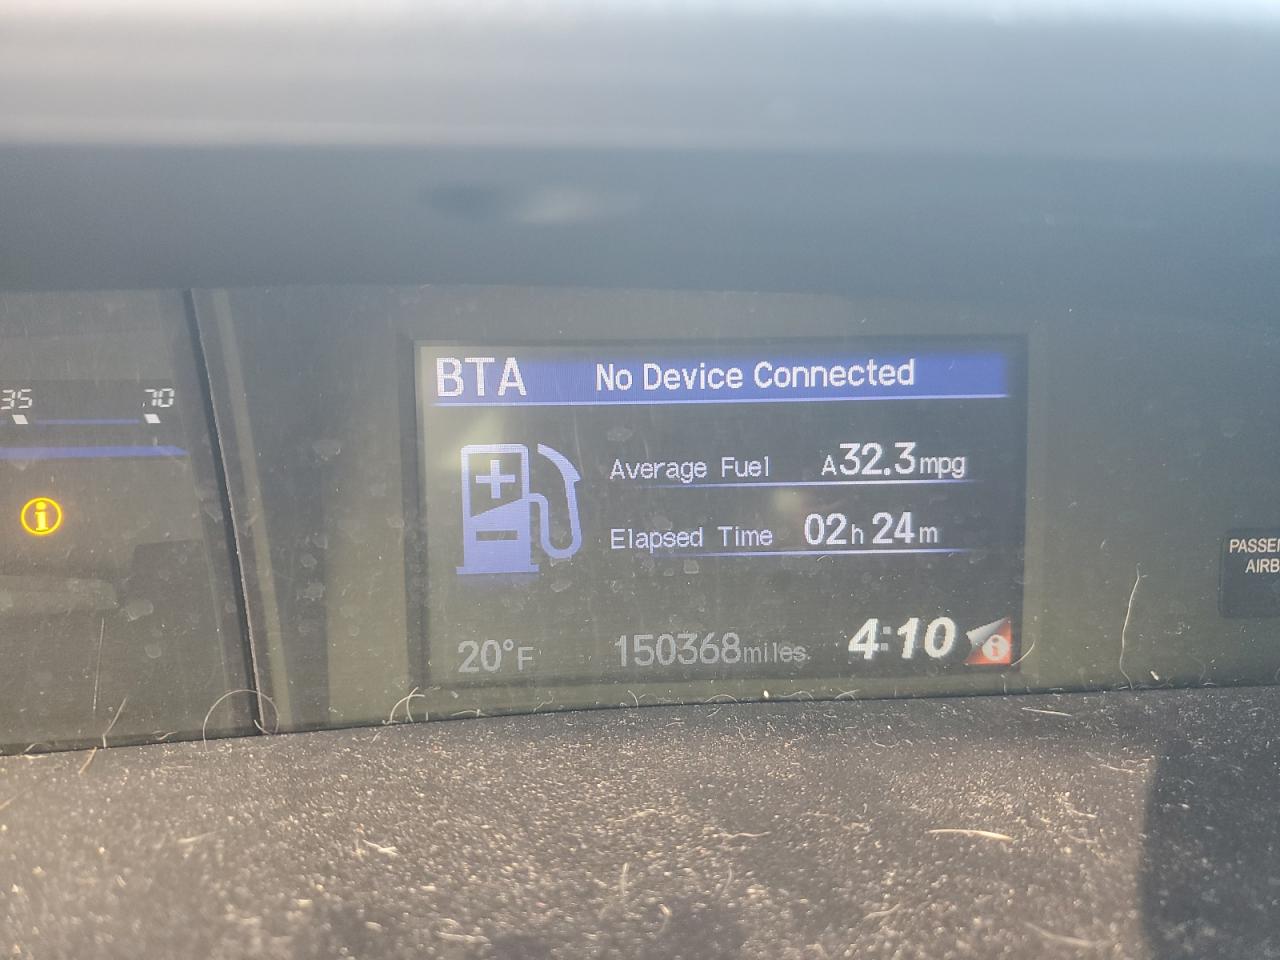 BTA No Device Connected
35 70
Average Fuel A32.3mpg
i
Elapsed Time 02h 24m
PASSEN
AIRB
20°F 150368miles 4:10 i